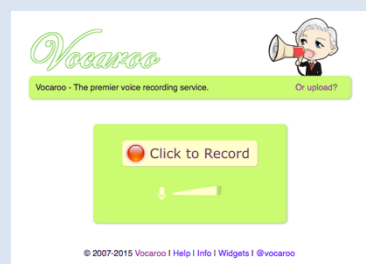 Vocaroo
Vocaroo - The premier voice recording service.
Or upload?
Click to Record
© 2007-2015 Vocaroo | Help | Info | Widgets | @vocaroo